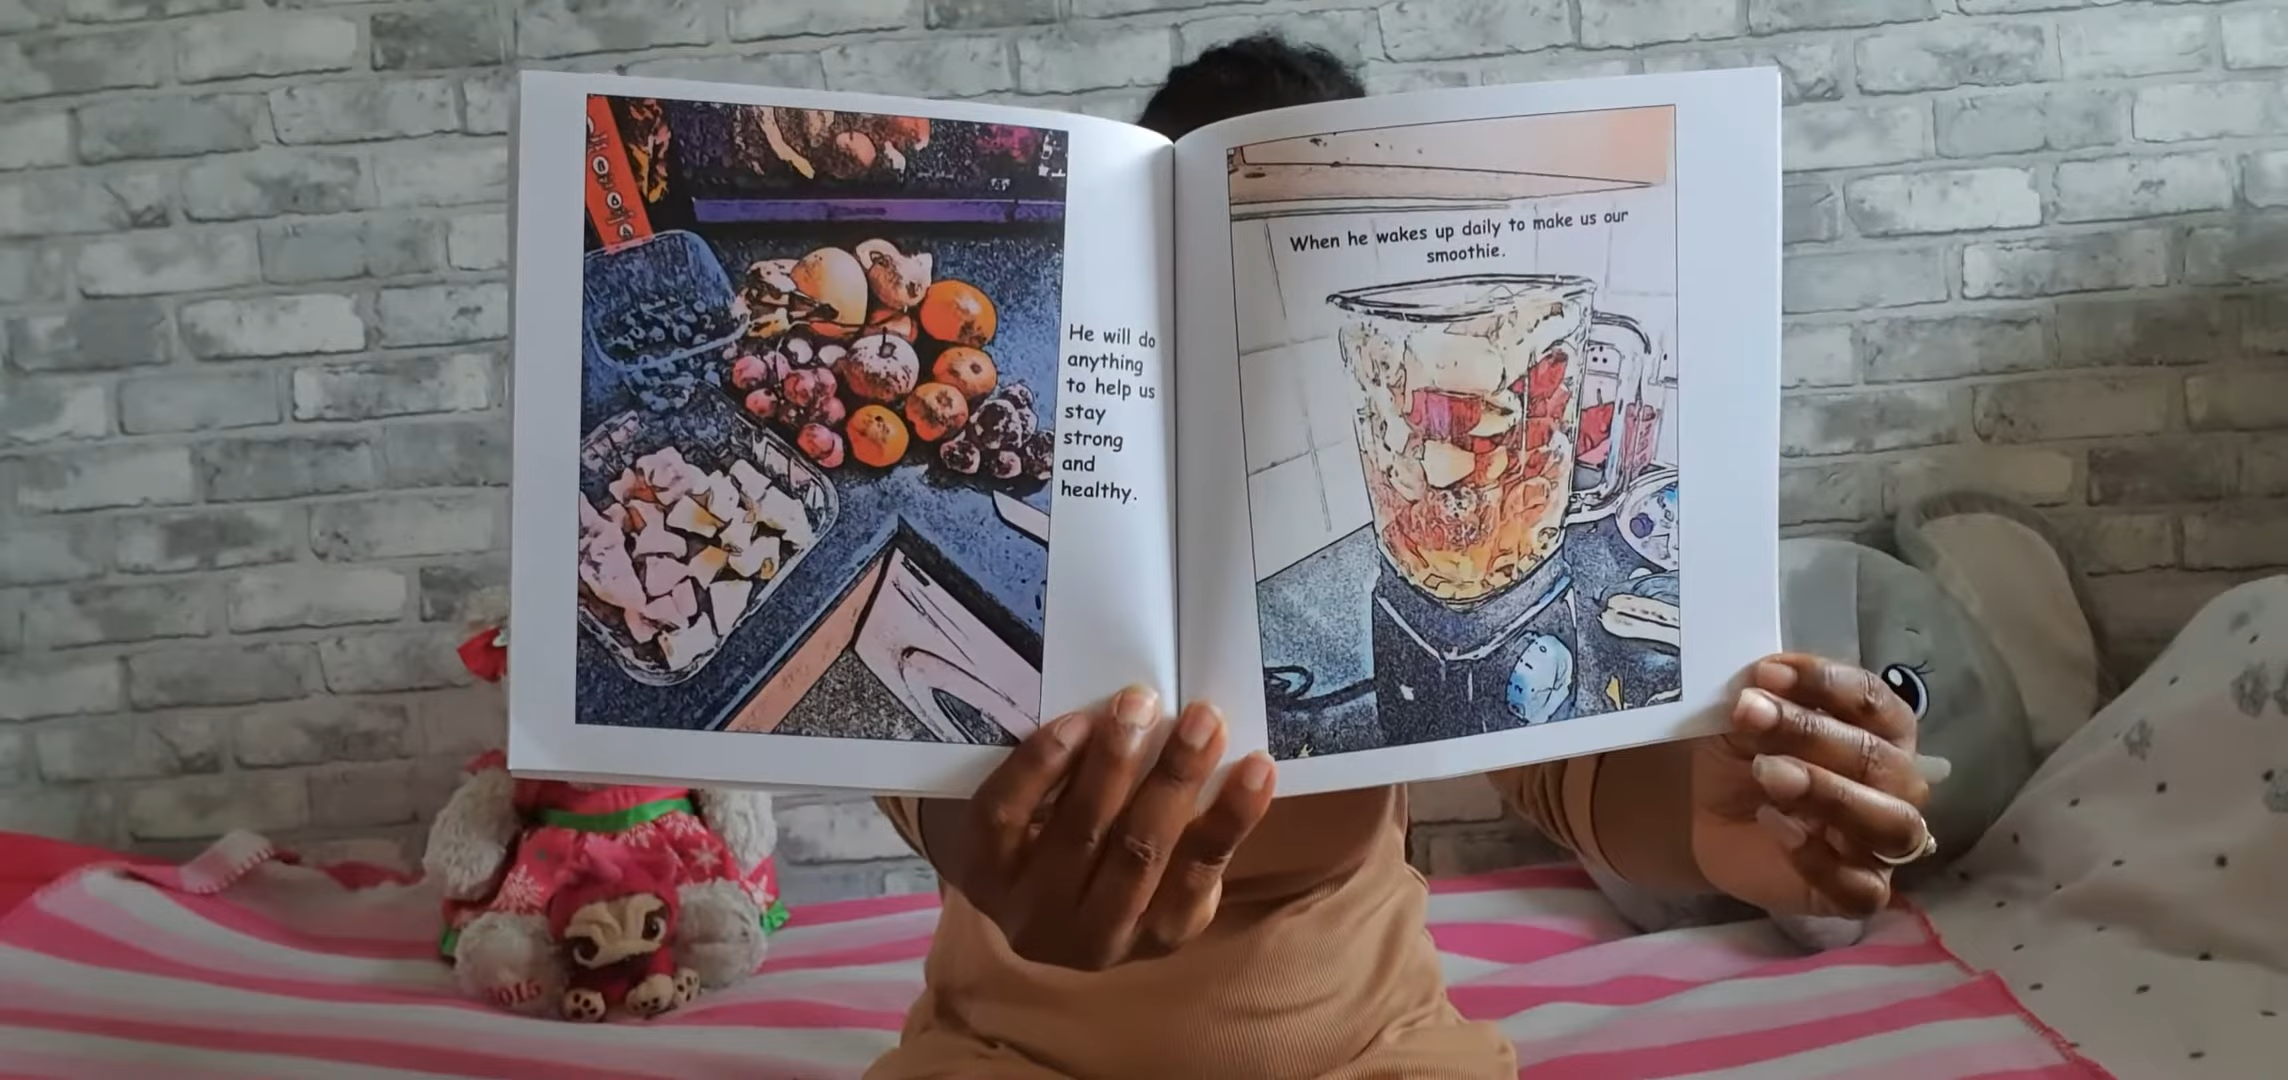 He will do
anything
to help us
stay
strong
and
healthy.
When he wakes up daily to make us our
smoothie.
2015